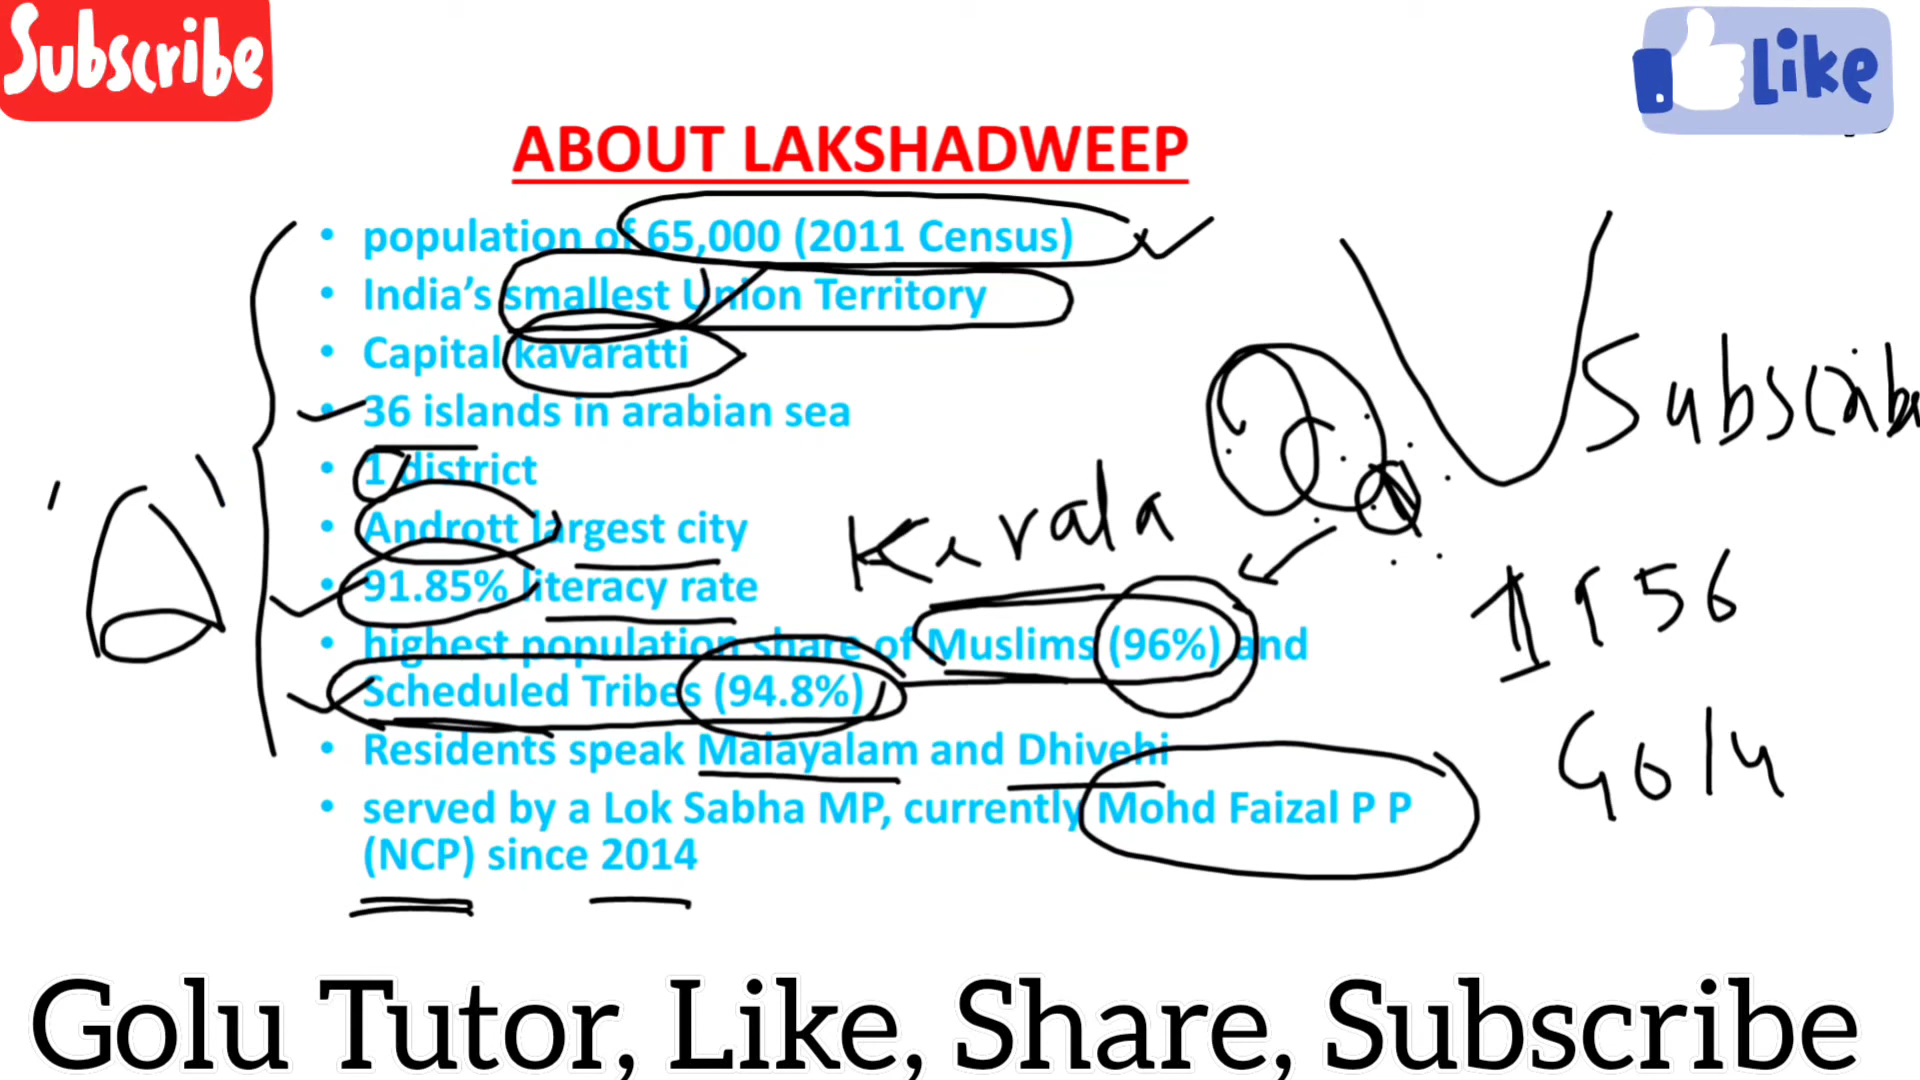 Subscribe
Like
ABOUT LAKSHADWEEP
• population of 65,000 (2011 Census)
• India's smallest Union Territory
• Capital kavaratti
• 36 islands in arabian sea
Subscribe
• 1 district
• Andrott largest city
Kerala
• 91.85% literacy rate
1956
• highest population share of Muslims (96%) and
Scheduled Tribes (94.8%)
• Residents speak Malayalam and Dhivehi
Golu
• served by a Lok Sabha MP, currently Mohd Faizal P P
(NCP) since 2014
Golu Tutor, Like, Share, Subscribe